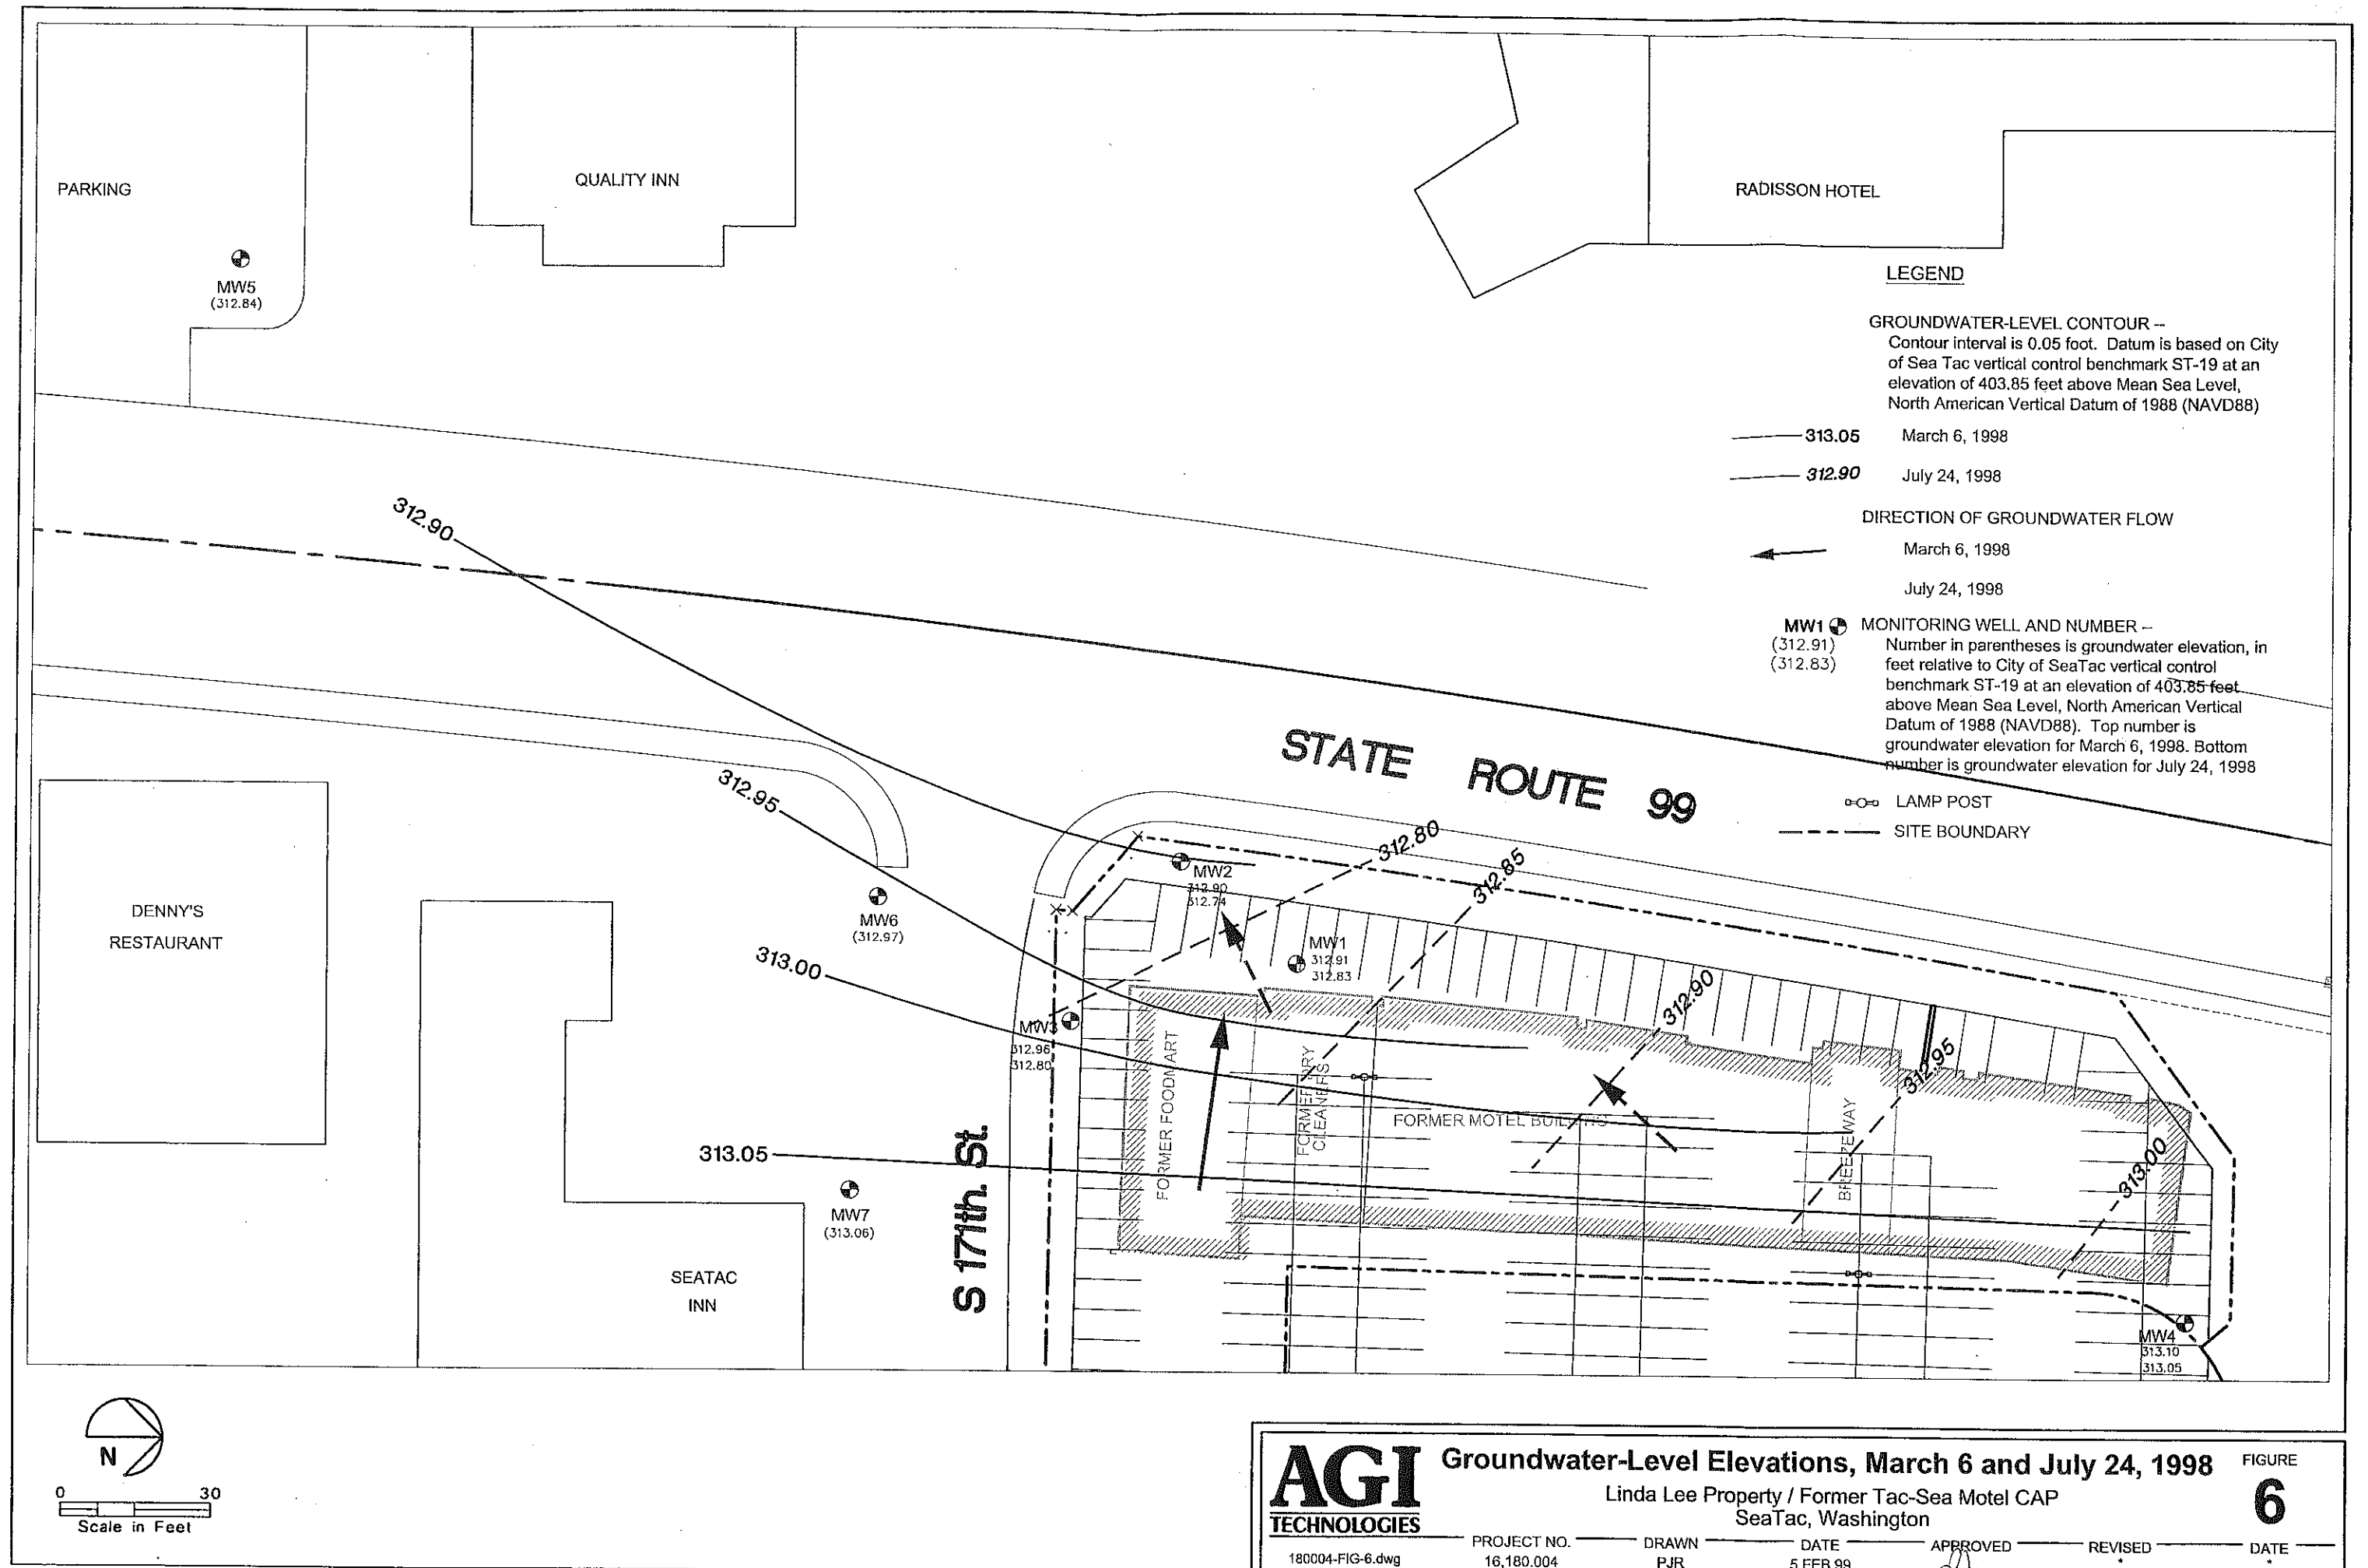 PARKING
QUALITY INN
RADISSON HOTEL
MW5
(312.84)
LEGEND
GROUNDWATER-LEVEL CONTOUR --
Contour interval is 0.05 foot. Datum is based on City
of Sea Tac vertical control benchmark ST-19 at an
elevation of 403.85 feet above Mean Sea Level,
North American Vertical Datum of 1988 (NAVD88)
313.05 March 6, 1998
312.90 July 24, 1998
DIRECTION OF GROUNDWATER FLOW
March 6, 1998
July 24, 1998
MW1 MONITORING WELL AND NUMBER --
(312.91) Number in parentheses is groundwater elevation, in
(312.83) feet relative to City of SeaTac vertical control
benchmark ST-19 at an elevation of 403.85 feet
above Mean Sea Level, North American Vertical
Datum of 1988 (NAVD88). Top number is
groundwater elevation for March 6, 1998. Bottom
number is groundwater elevation for July 24, 1998
LAMP POST
SITE BOUNDARY
312.90
STATE ROUTE 99
312.95
312.80
312.85
MW2
312.90
312.74
DENNY'S
RESTAURANT
MW6
(312.97)
313.00
MW1
312.91
312.83
312.90
312.95
MW3
312.96
312.80
FORMER FOODMART
FORMER DRY
CLEANERS
FORMER MOTEL BUILDING
BREEZEWAY
313.00
313.05
S 171th. St.
MW7
(313.06)
SEATAC
INN
MW4
313.10
313.05
N
0 30
Scale in Feet
AGI
TECHNOLOGIES
Groundwater-Level Elevations, March 6 and July 24, 1998
Linda Lee Property / Former Tac-Sea Motel CAP
SeaTac, Washington
FIGURE
6
PROJECT NO. DRAWN DATE APPROVED REVISED DATE
180004-FIG-6.dwg 16,180.004 PJR 5 FEB 99